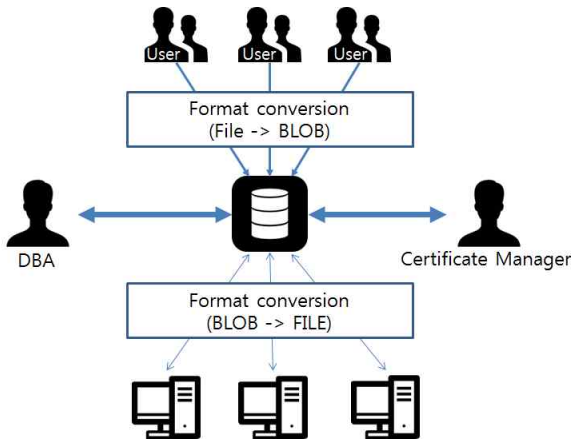 User
User
User
Format conversion
(File -> BLOB)
DBA
Certificate Manager
Format conversion
(BLOB -> FILE)